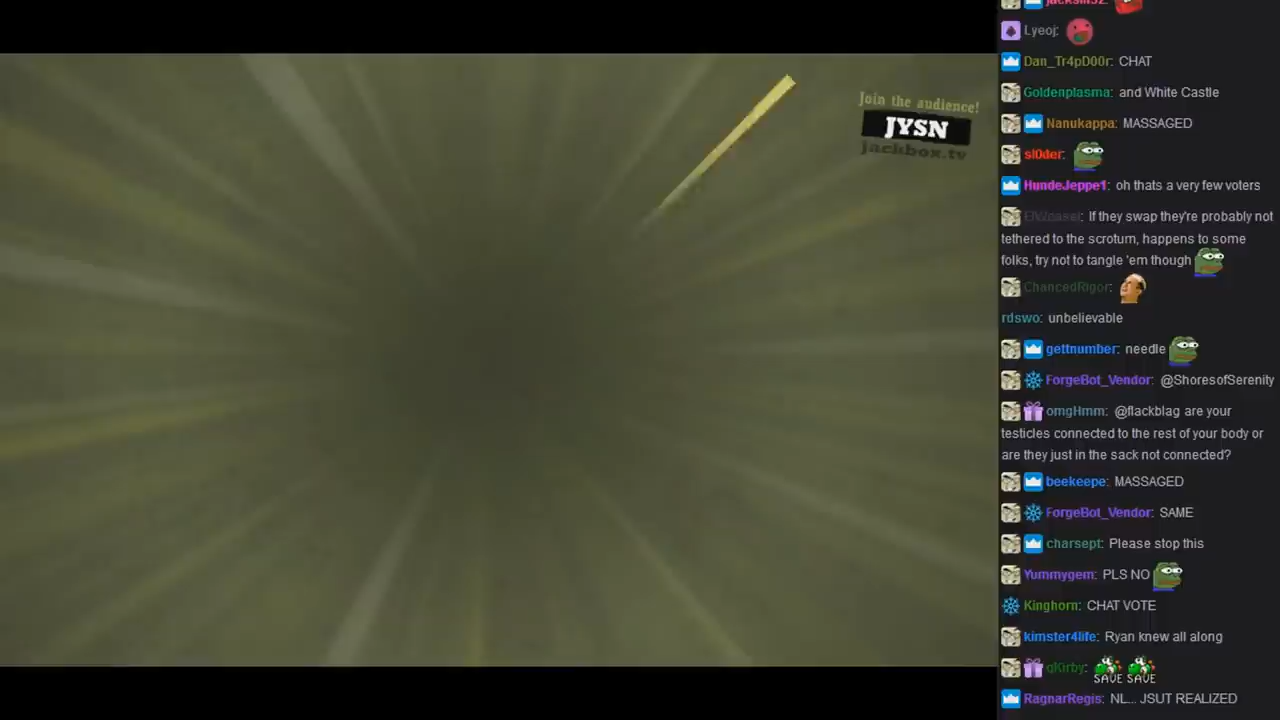 Join the audience!
JYSN
jackbox.tv
jacksm32:
Lyeoj:
Dan_Tr4pD00r: CHAT
Goldenplasma: and White Castle
Nanukappa: MASSAGED
sl0der:
HundeJeppe1: oh thats a very few voters
If they swap they're probably not
tethered to the scrotum, happens to some
folks, try not to tangle 'em though
ChancedRigor:
rdswo: unbelievable
gettnumber: needle
ForgeBot_Vendor: @ShoresofSerenity
omgHmm: @flackblag are your
testicles connected to the rest of your body or
are they just in the sack not connected?
beekeepe: MASSAGED
ForgeBot_Vendor: SAME
charsept: Please stop this
Yummygem: PLS NO
Kinghorn: CHAT VOTE
kimster4life: Ryan knew all along
gKirby: SAVE SAVE
RagnarRegis: NL... JSUT REALIZED